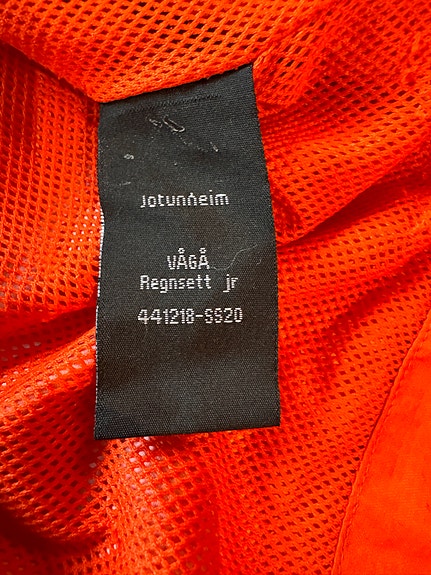 Jotunheim
VÅGÅ
Regnsett jr
441218-SS20